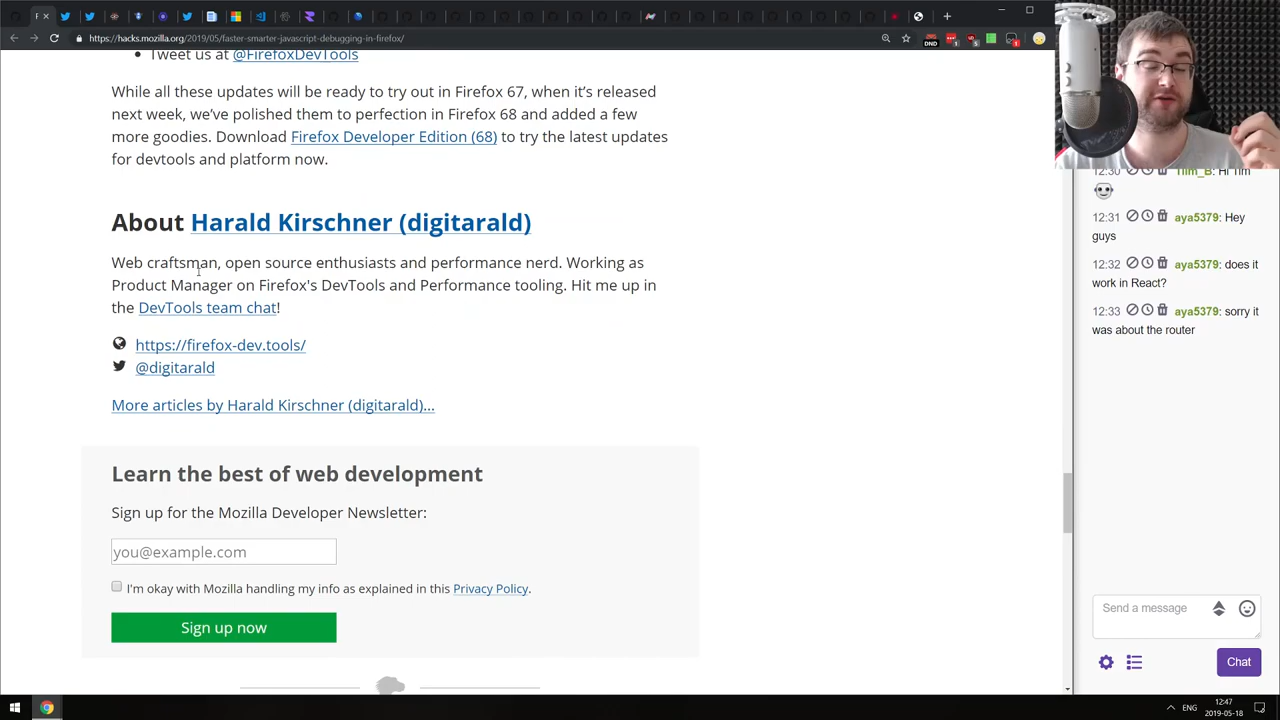 F
https://hacks.mozilla.org/2019/05/faster-smarter-javascript-debugging-in-firefox/
DND
Tweet us at @FirefoxDevTools
While all these updates will be ready to try out in Firefox 67, when it's released
next week, we've polished them to perfection in Firefox 68 and added a few
more goodies. Download Firefox Developer Edition (68) to try the latest updates
for devtools and platform now.
About Harald Kirschner (digitarald)
Web craftsman, open source enthusiasts and performance nerd. Working as
Product Manager on Firefox's DevTools and Performance tooling. Hit me up in
the DevTools team chat!
https://firefox-dev.tools/
@digitarald
More articles by Harald Kirschner (digitarald)…
Learn the best of web development
Sign up for the Mozilla Developer Newsletter:
you@example.com
I'm okay with Mozilla handling my info as explained in this Privacy Policy.
Sign up now
12:30 Tiim_B: Hi Tim
12:31 aya5379: Hey
guys
12:32 aya5379: does it
work in React?
12:33 aya5379: sorry it
was about the router
Send a message
Chat
ENG
12:47
2019-05-18